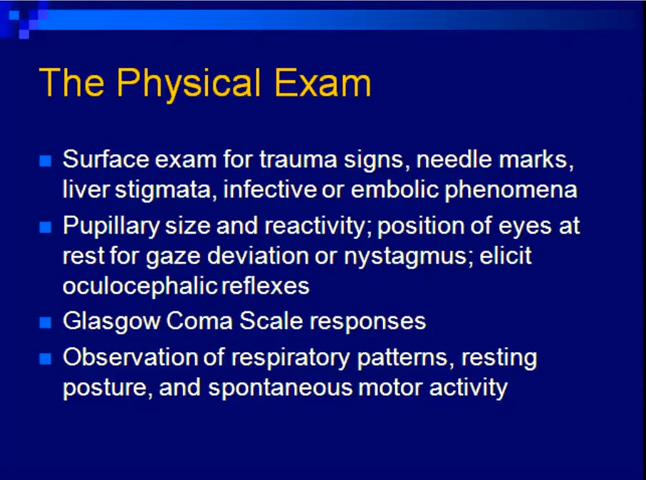 The Physical Exam
Surface exam for trauma signs, needle marks,
liver stigmata, infective or embolic phenomena
Pupillary size and reactivity; position of eyes at
rest for gaze deviation or nystagmus; elicit
oculocephalic reflexes
Glasgow Coma Scale responses
Observation of respiratory patterns, resting
posture, and spontaneous motor activity